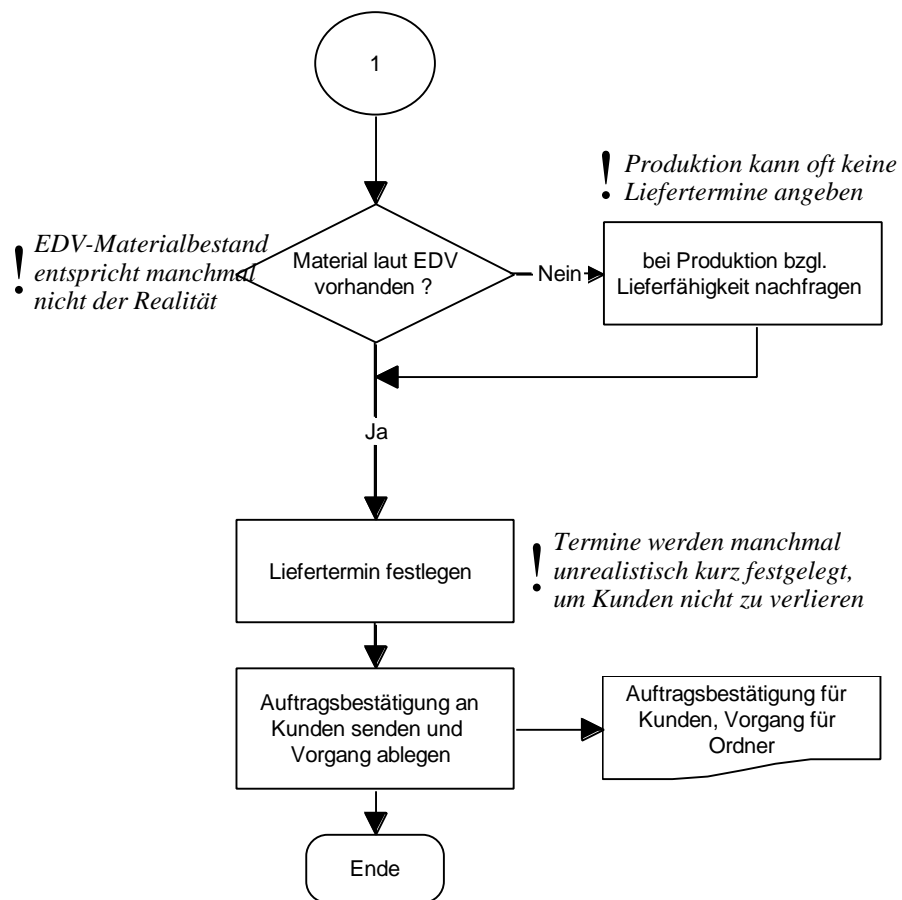 1
! Produktion kann oft keine
Liefertermine angeben
! EDV-Materialbestand
entspricht manchmal
nicht der Realität
Material laut EDV
vorhanden ?
Nein
bei Produktion bzgl.
Lieferfähigkeit nachfragen
Ja
Liefertermin festlegen
! Termine werden manchmal
unrealistisch kurz festgelegt,
um Kunden nicht zu verlieren
Auftragsbestätigung an
Kunden senden und
Vorgang ablegen
Auftragsbestätigung für
Kunden, Vorgang für
Ordner
Ende